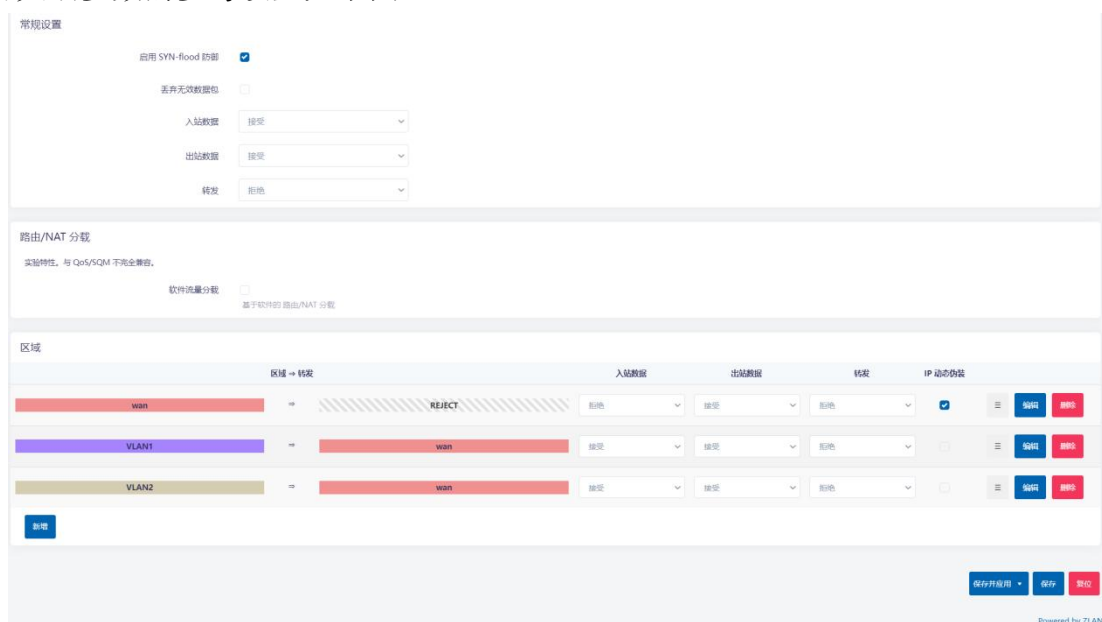 常规设置
启用 SYN-flood 防御
丢弃无效数据包
入站数据 接受
出站数据 接受
转发 拒绝
路由/NAT 分载
实验特性。与 QoS/SQM 不完全兼容。
软件流量分载
基于软件的 路由/NAT 分载
区域
区域 ⇒ 转发 入站数据 出站数据 转发 IP 动态伪装
wan ⇒ REJECT 拒绝 接受 拒绝 编辑 删除
VLAN1 ⇒ wan 接受 接受 拒绝 编辑 删除
VLAN2 ⇒ wan 接受 接受 拒绝 编辑 删除
新增
保存并应用 保存 复位
Powered by ZLAN